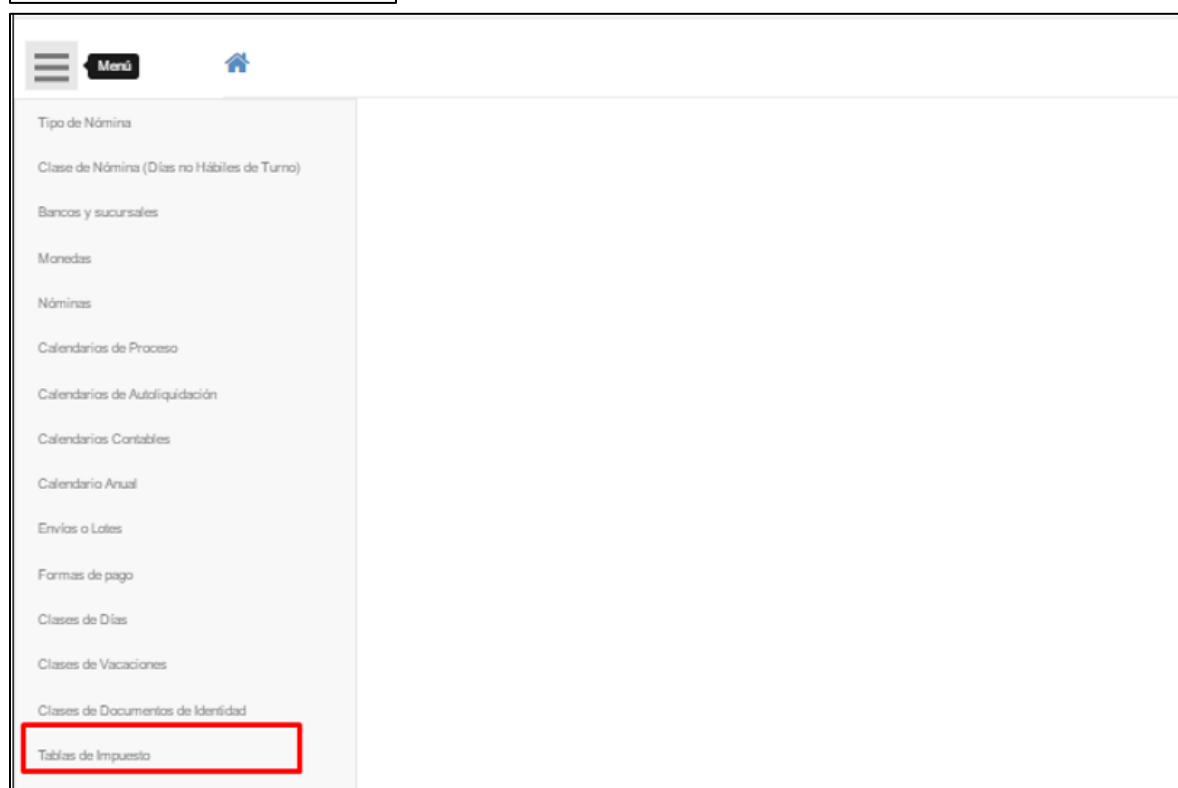 Menú
Tipo de Nómina
Clase de Nómina (Días no Hábiles de Turno)
Bancos y sucursales
Monedas
Nóminas
Calendarios de Proceso
Calendarios de Autoliquidación
Calendarios Contables
Calendario Anual
Envíos o Lotes
Formas de pago
Clases de Días
Clases de Vacaciones
Clases de Documentos de Identidad
Tablas de Impuesto